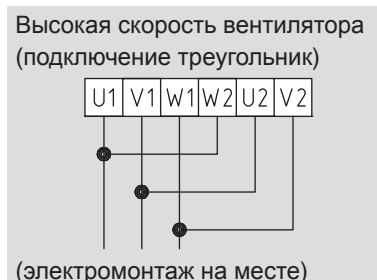 Высокая скорость вентилятора
(подключение треугольник)
U1 V1 W1 W2 U2 V2
(электромонтаж на месте)